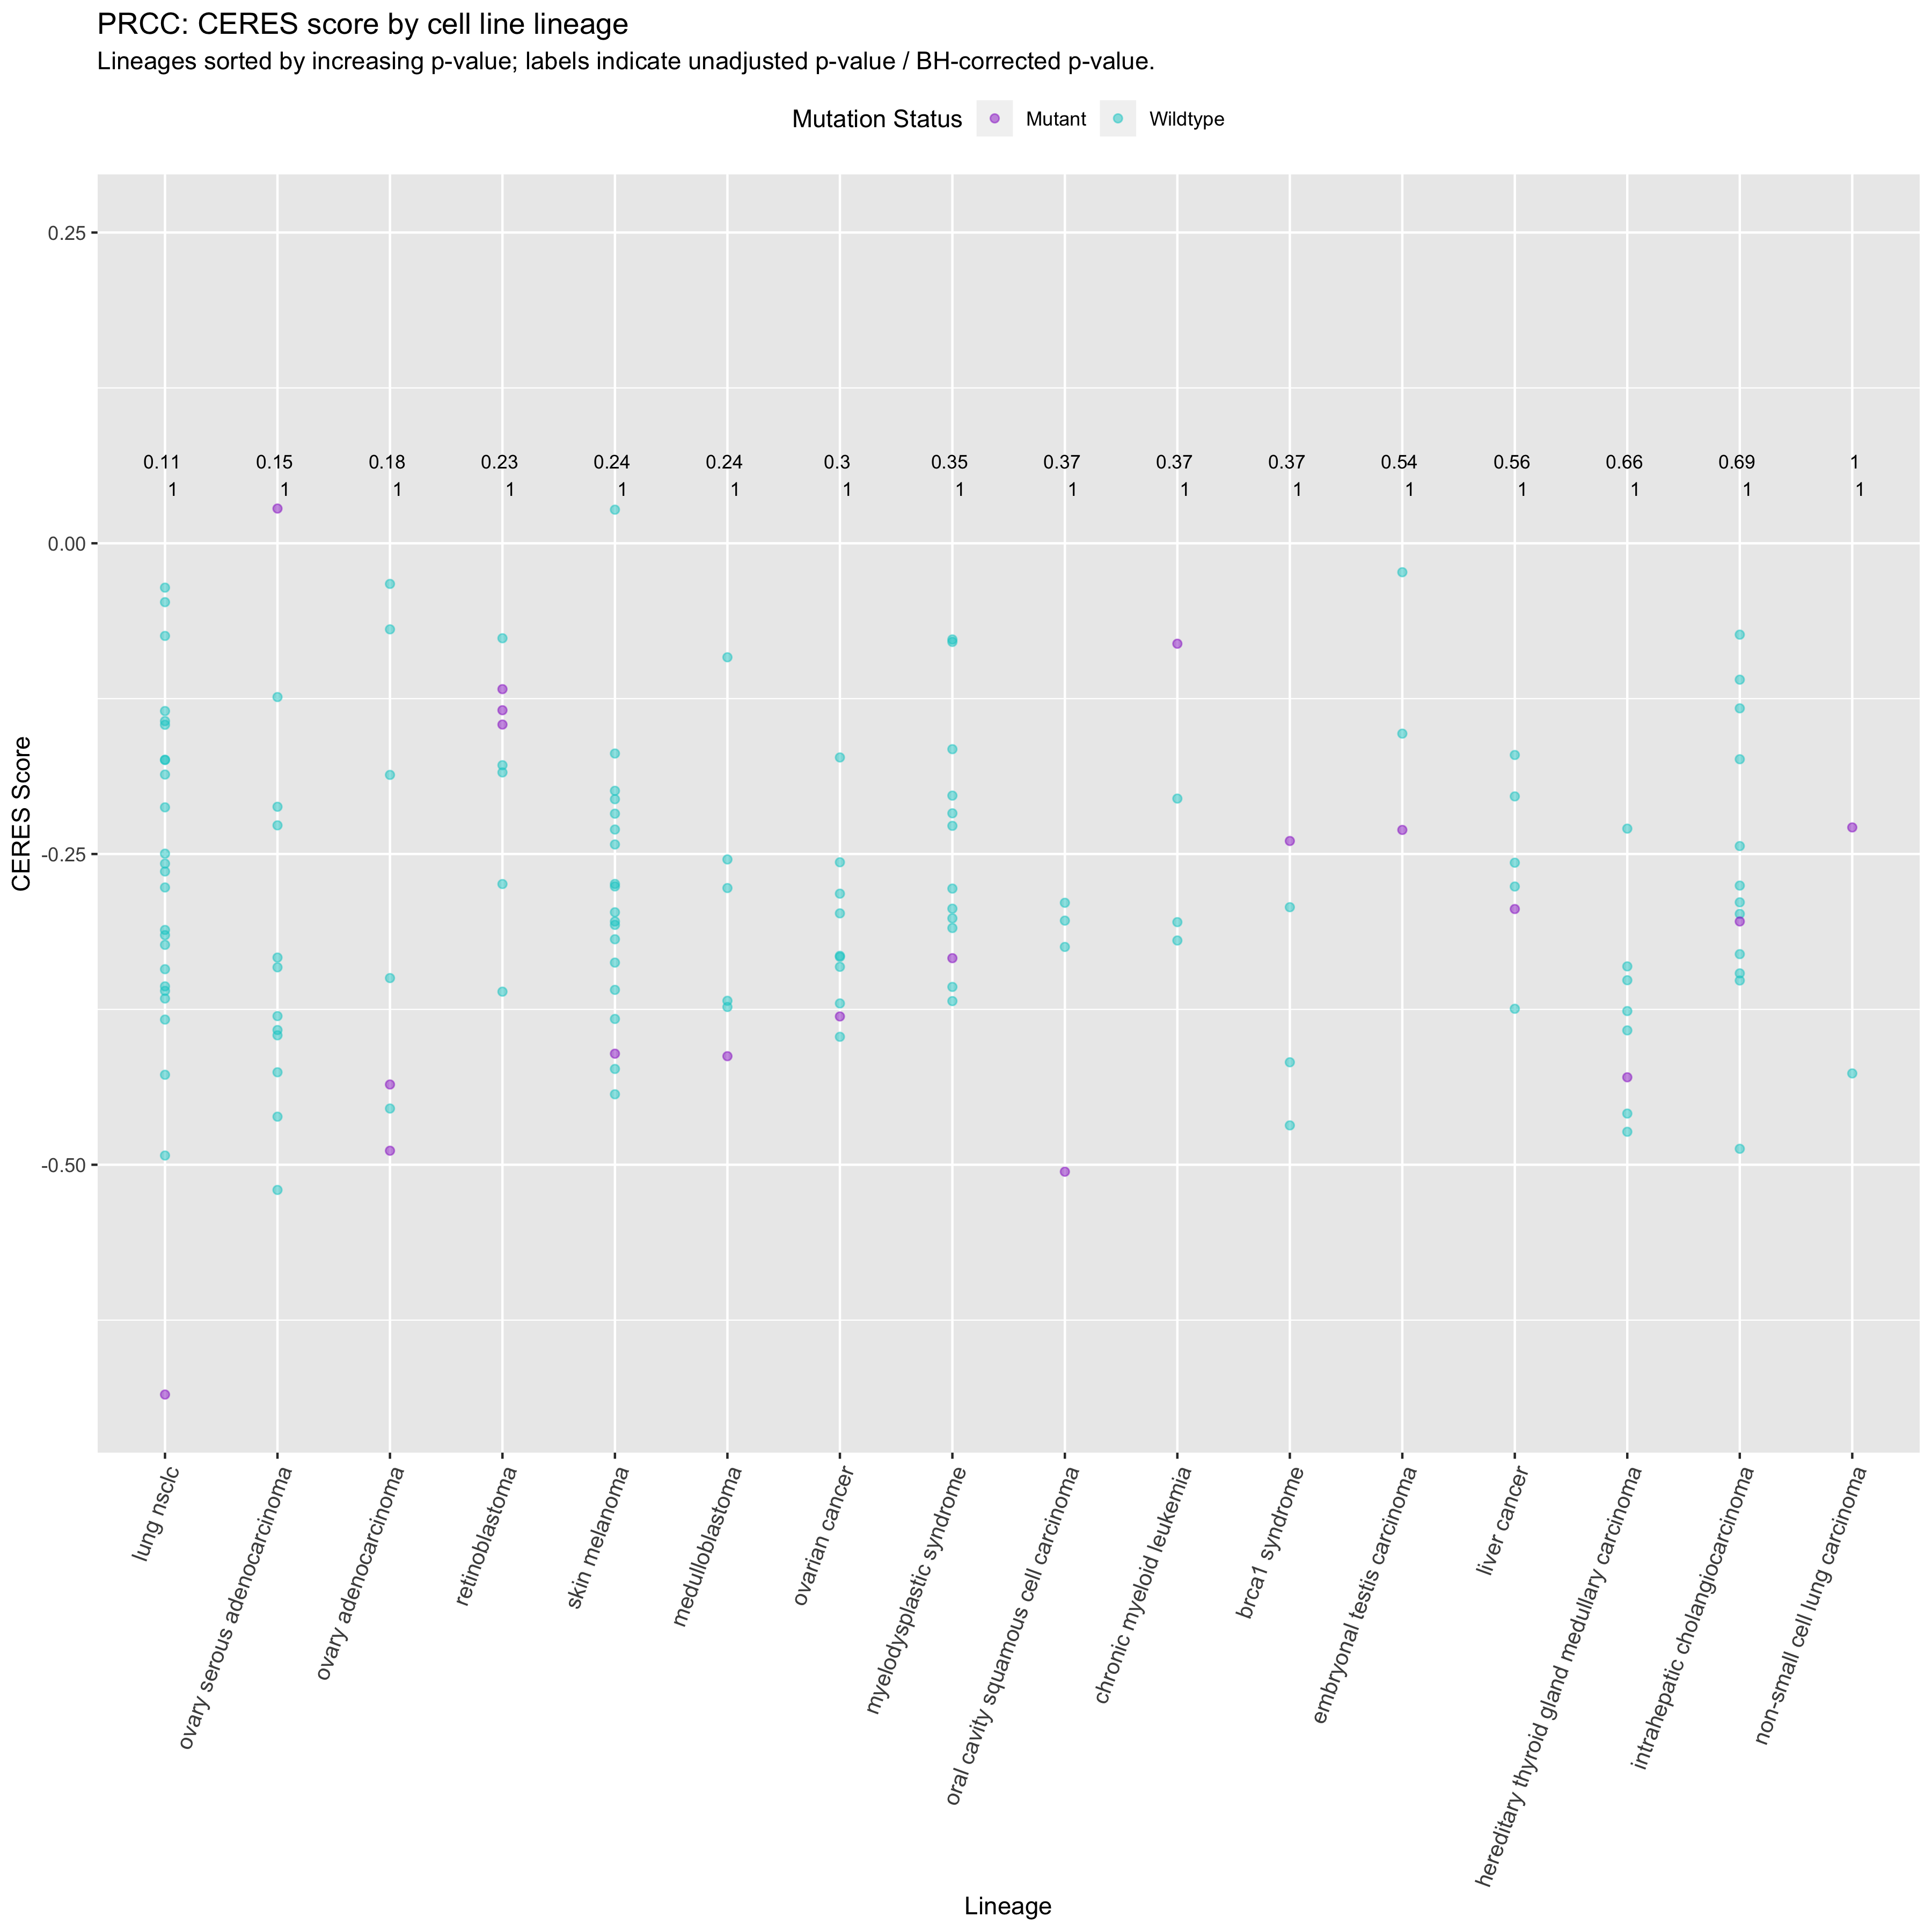 PRCC: CERES score by cell line lineage
Lineages sorted by increasing p-value; labels indicate unadjusted p-value / BH-corrected p-value.
Mutation Status Mutant Wildtype
0.25
0.11 0.15 0.18 0.23 0.24 0.24 0.3 0.35 0.37 0.37 0.37 0.54 0.56 0.66 0.69 1
1 1 1 1 1 1 1 1 1 1 1 1 1 1 1 1
0.00
-0.25
-0.50
CERES Score
lung nsclc
ovary serous adenocarcinoma
ovary adenocarcinoma
retinoblastoma
skin melanoma
medulloblastoma
ovarian cancer
myelodysplastic syndrome
oral cavity squamous cell carcinoma
chronic myeloid leukemia
brca1 syndrome
embryonal testis carcinoma
liver cancer
hereditary thyroid gland medullary carcinoma
intrahepatic cholangiocarcinoma
non-small cell lung carcinoma
Lineage